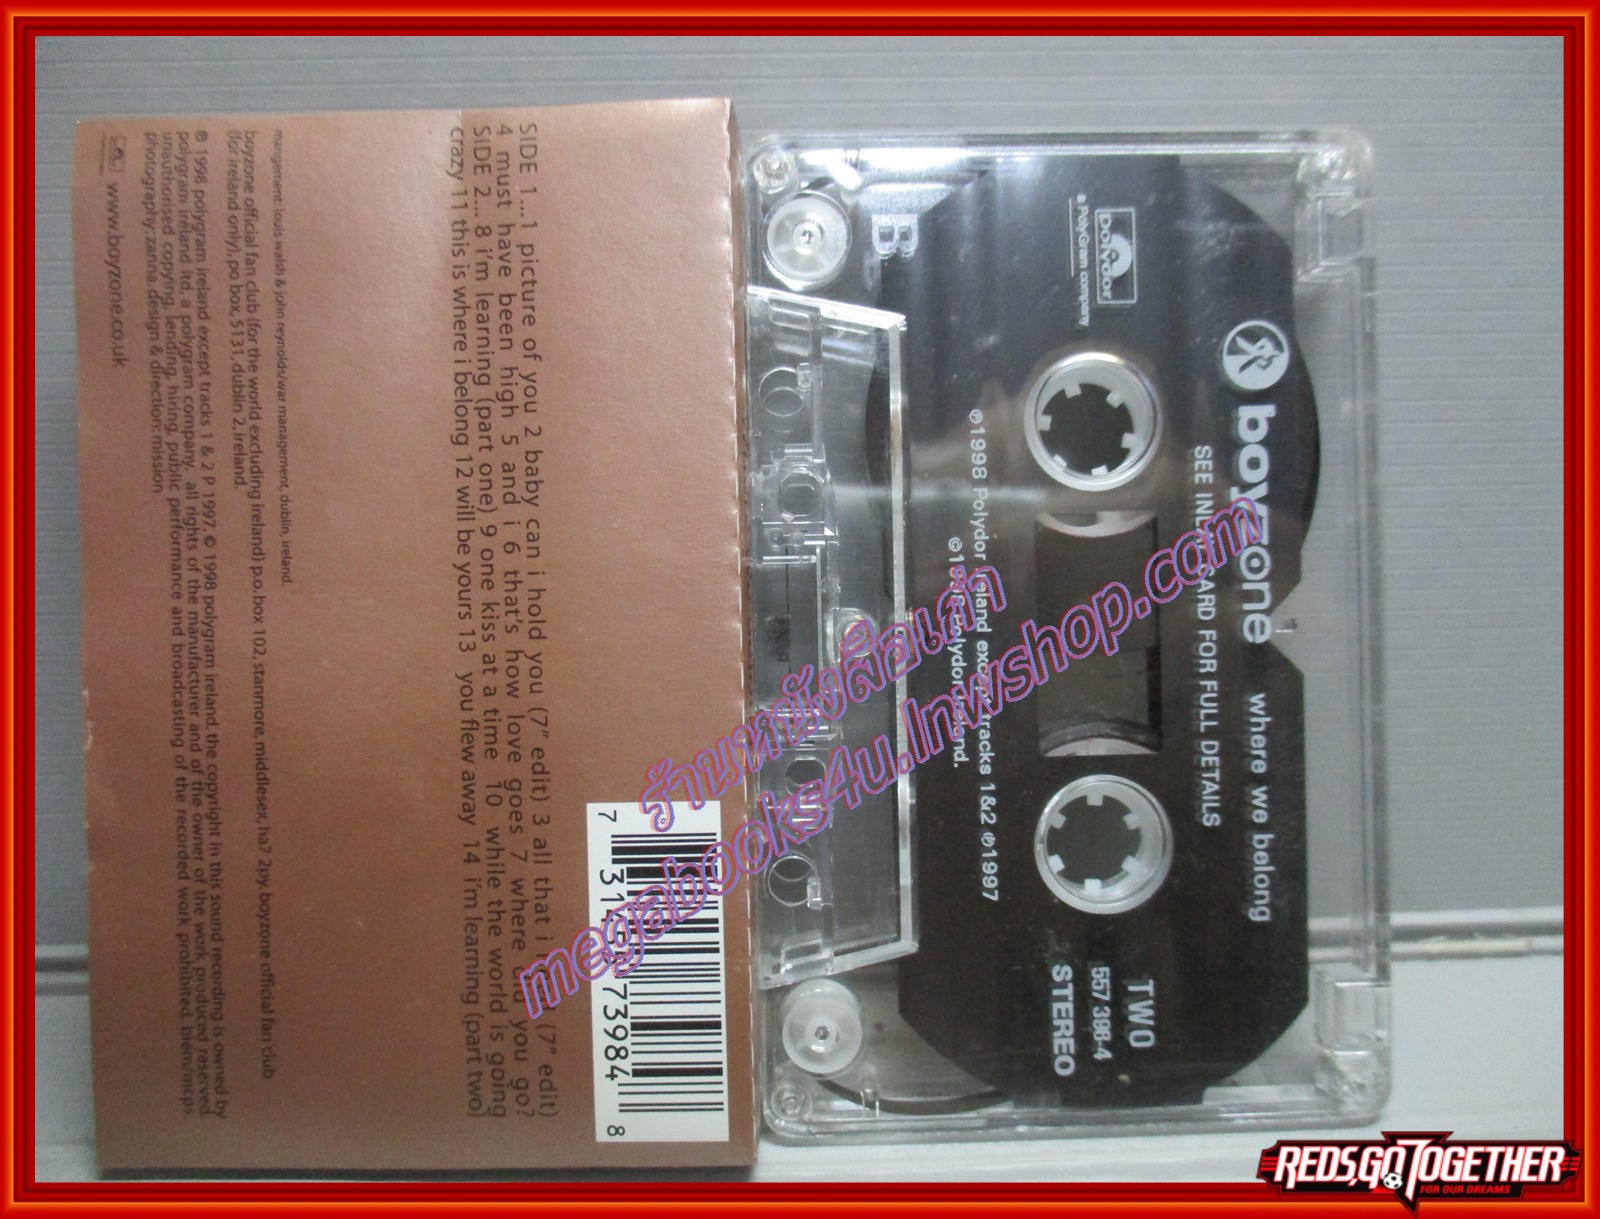 SIDE 1...1 picture of you 2 baby can i hold you (7" edit) 3 all that i (7" edit)
4 must have been high 5 and i 6 that's how love goes 7 where did you go?
SIDE 2... 8 i'm learning (part one) 9 one kiss at a time 10 while the world is going
crazy 11 this is where i belong 12 will be yours 13 you flew away 14 i'm learning (part two)
mangement: louis walsh & john reynolds/war management, dublin, ireland.
boyzone official fan club (for the world excluding ireland) p.o.box 102, stanmore, middlesex, ha7 2py boyzone official fan club
(for ireland only), po box, 5131, dublin 2, ireland.
℗ 1998 polygram ireland except tracks 1 & 2 P 1997. © 1998 polygram ireland. the copyright in this sound recording is owned by
polygram ireland ltd, a polygram company. all rights of the manufacturer and of the owner of the work produced reserved.
unauthorised copying, lending, hiring, public performance and broadcasting of the recorded work prohibited. biem/mcps.
photography: zanna. design & direction: mission
www.boyzone.co.uk
7 8
boyzone where we belong
SEE INLAY CARD FOR FULL DETAILS
polydor
a PolyGram company
B
TWO
557 398-4
STEREO
℗1998 Polydor Ireland except tracks 1&2 ℗1997
©1998 Polydor Ireland.
ร้านหนังสือเก่า
megabooks4u.lnwshop.com
REDS,GO TOGETHER
FOR OUR DREAMS